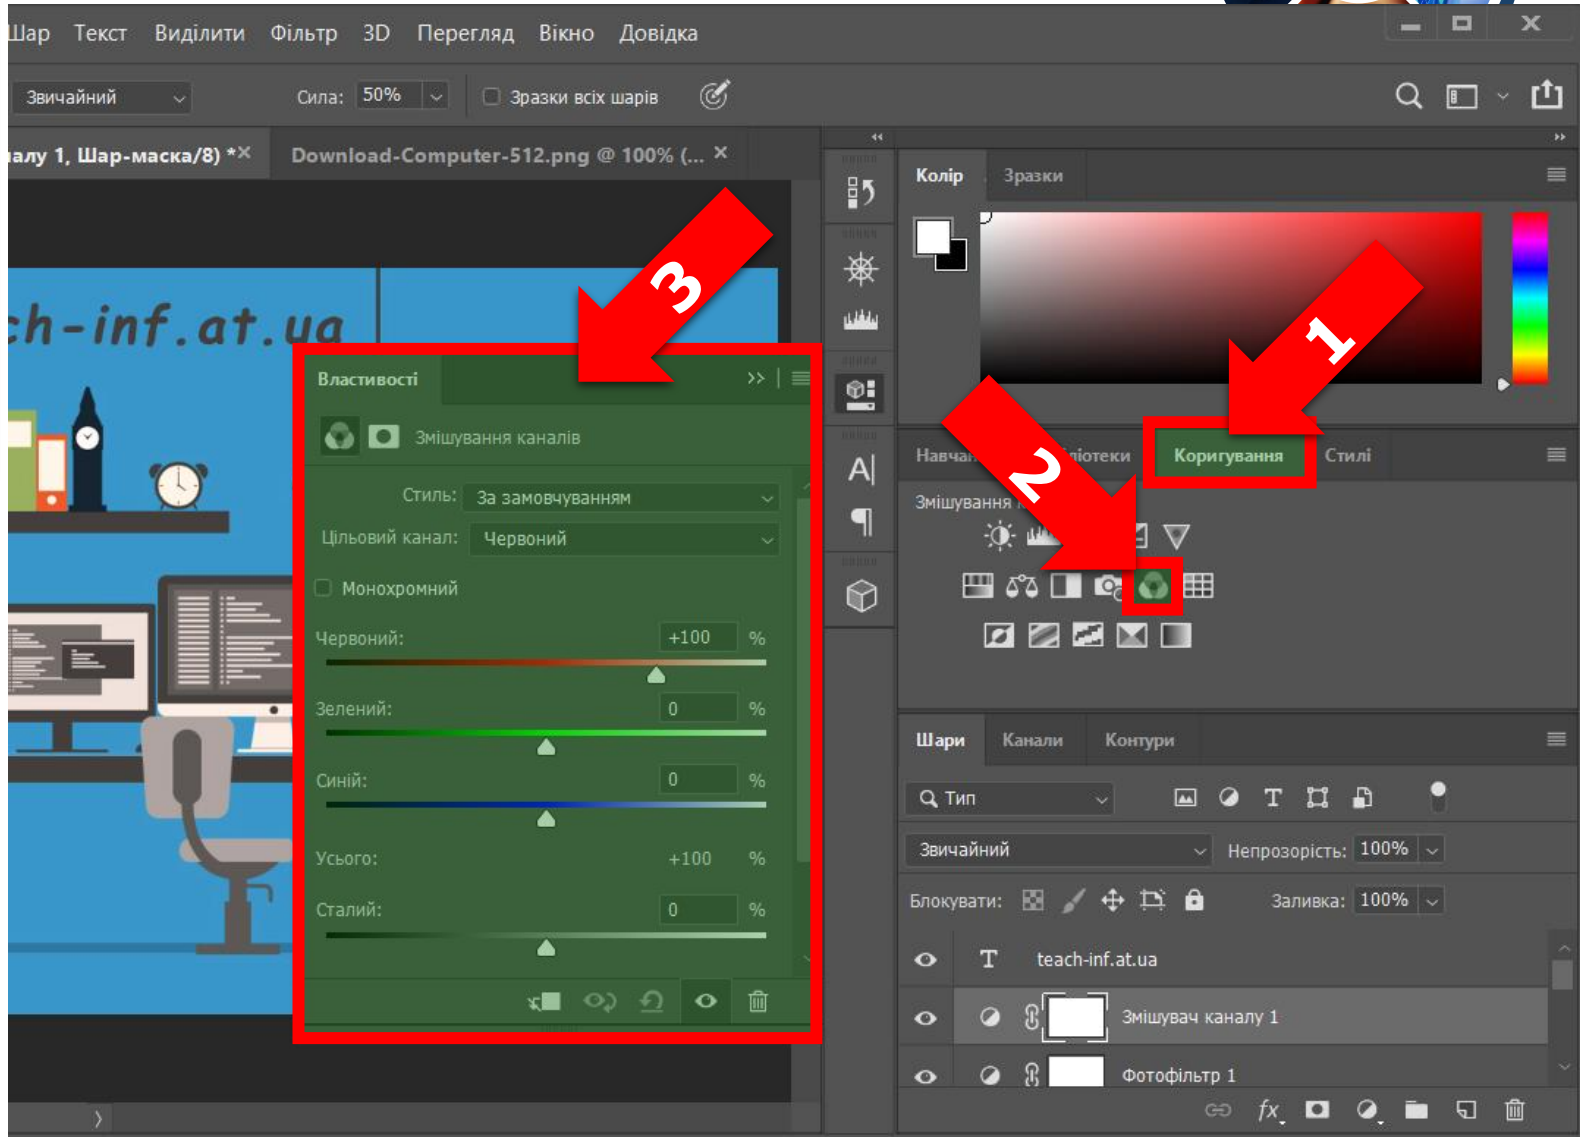 Шар Текст Виділити Фільтр 3D Перегляд Вікно Довідка
Звичайний Сила: 50% Зразки всіх шарів
алу 1, Шар-маска/8) *× Download-Computer-512.png @ 100% (... ×
Колір Зразки
ch-inf.at.ua
3
1
2
Властивості
Змішування каналів
Стиль: За замовчуванням
Цільовий канал: Червоний
Монохромний
Червоний: +100 %
Зелений: 0 %
Синій: 0 %
Усього: +100 %
Сталий: 0 %
Навчан ліотеки Коригування Стилі
Змішування
Шари Канали Контури
Тип
Звичайний Непрозорість: 100%
Блокувати: Заливка: 100%
T teach-inf.at.ua
Змішувач каналу 1
Фотофільтр 1
fx